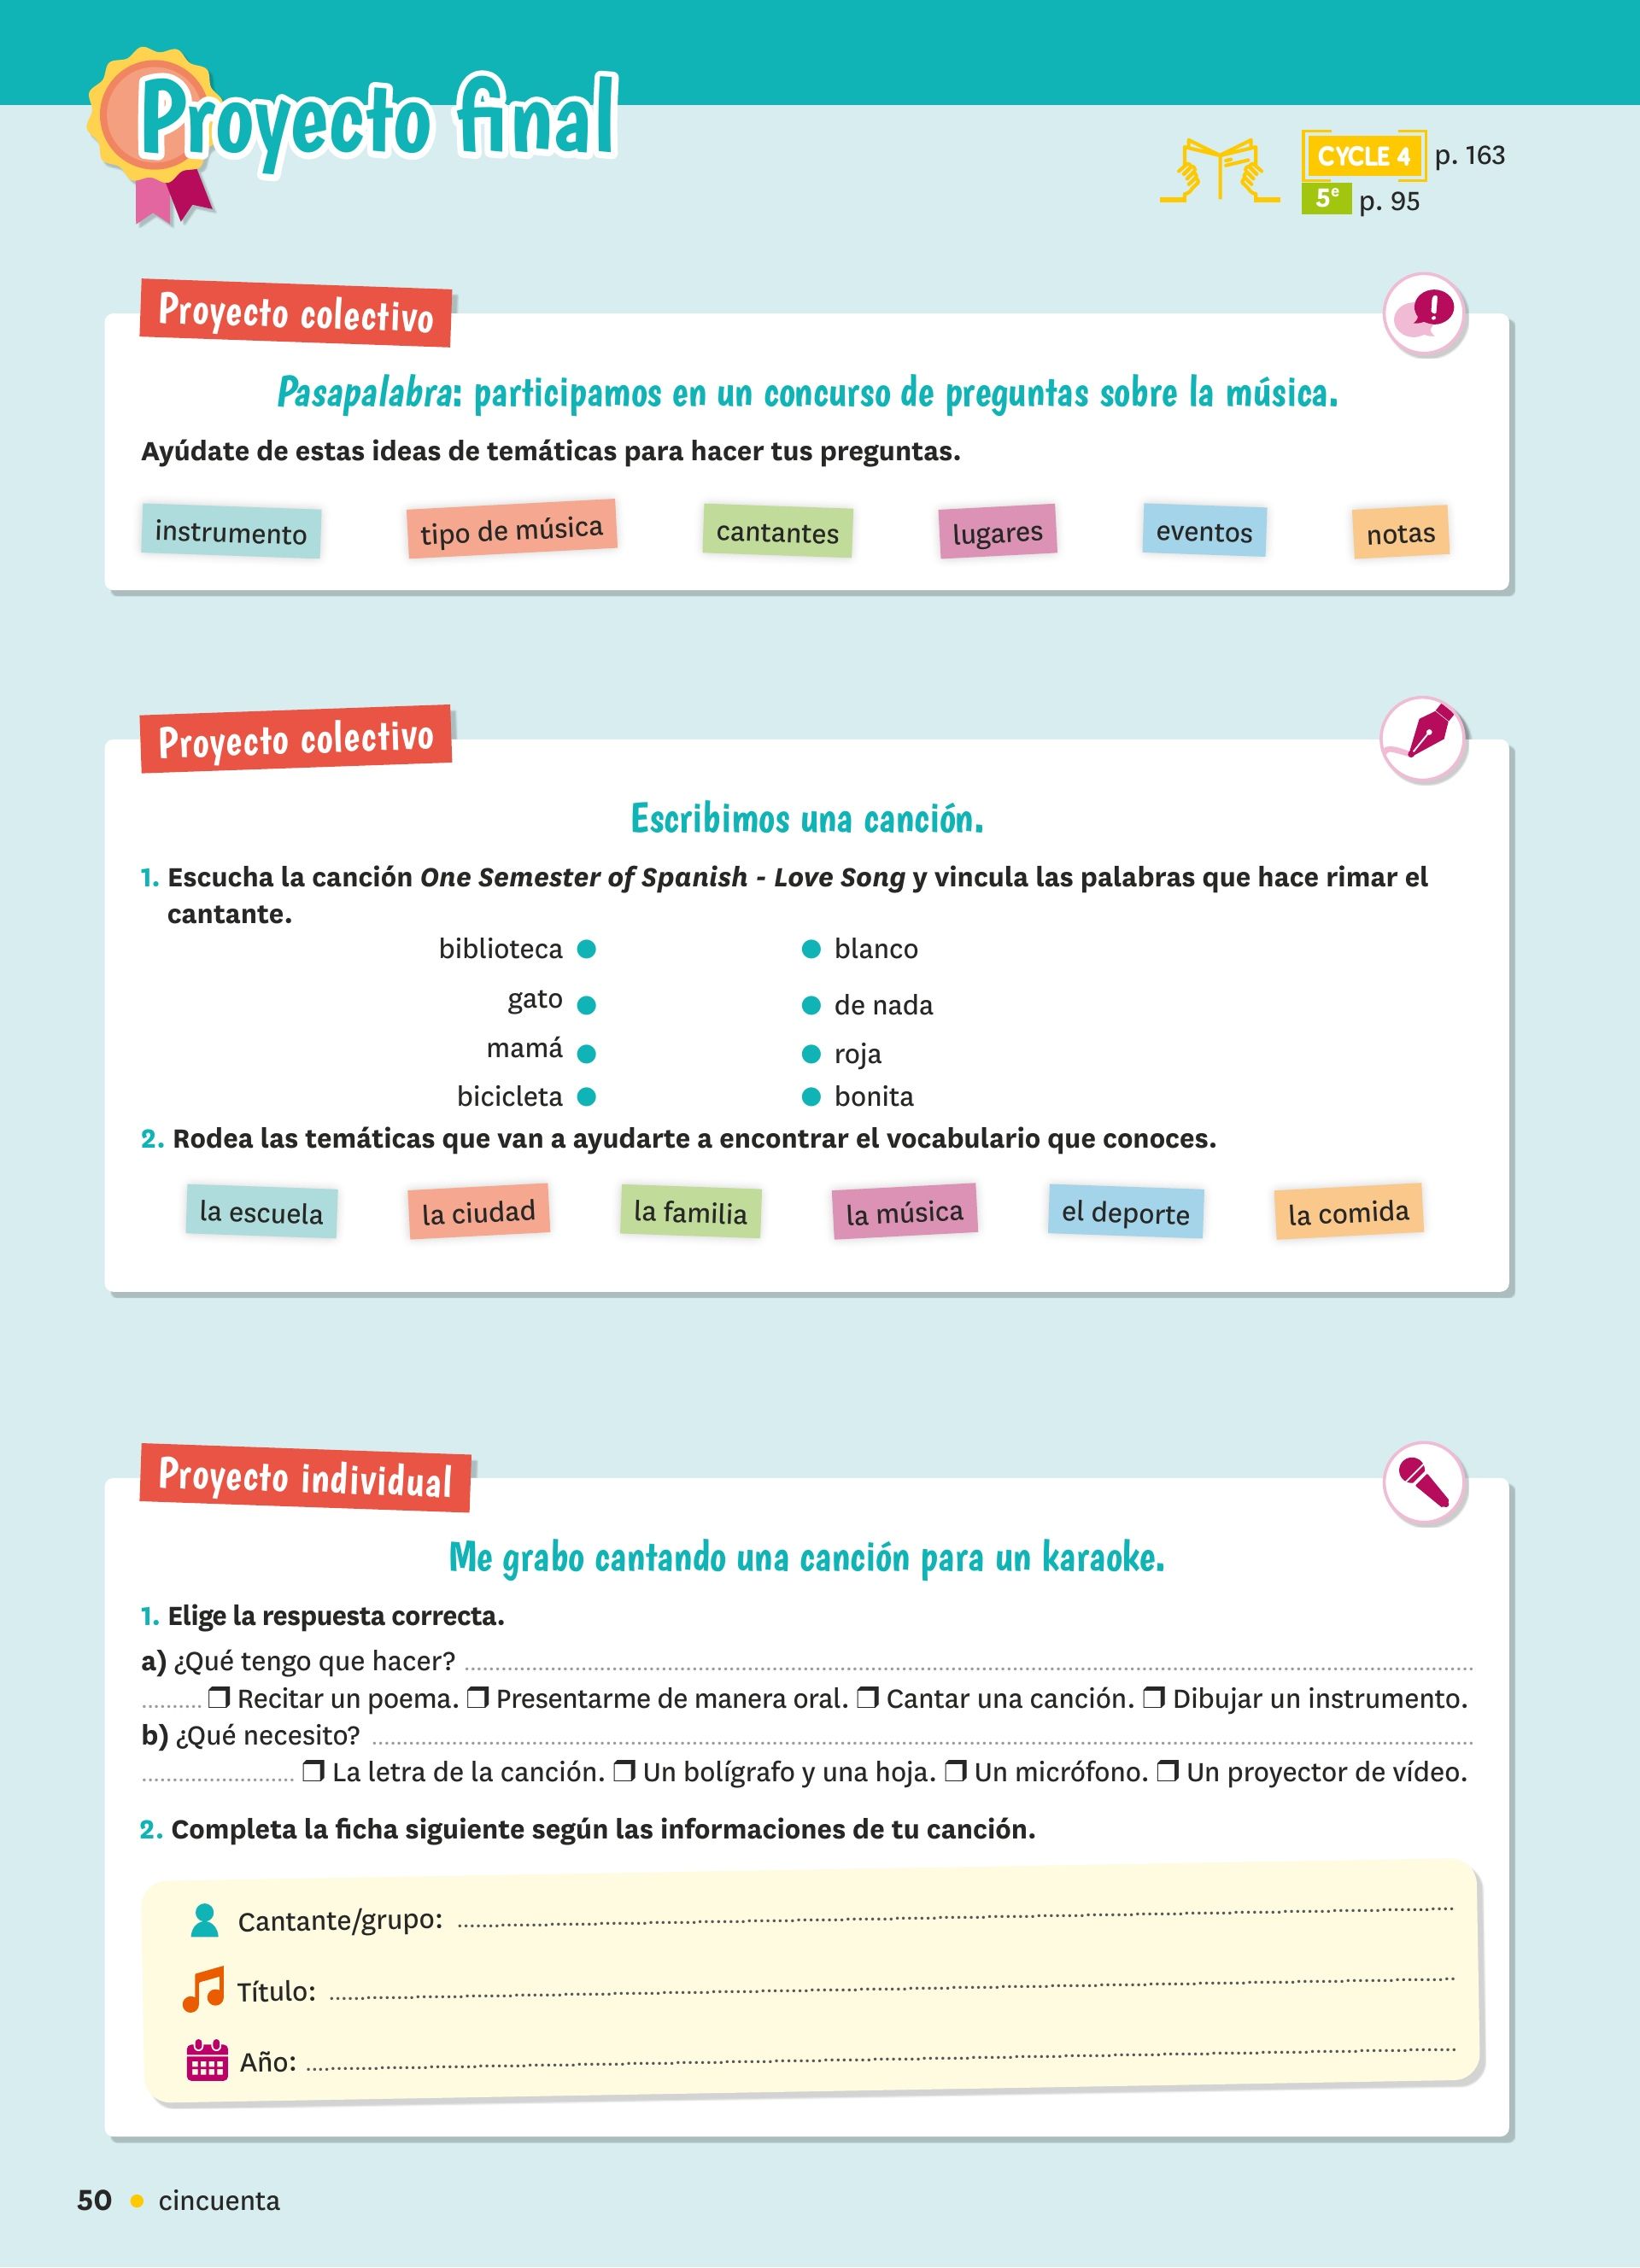 Proyecto final
CYCLE 4 p. 163
5e p. 95
Proyecto colectivo
Pasapalabra: participamos en un concurso de preguntas sobre la música.
Ayúdate de estas ideas de temáticas para hacer tus preguntas.
instrumento tipo de música cantantes lugares eventos notas
Proyecto colectivo
Escribimos una canción.
1. Escucha la canción One Semester of Spanish - Love Song y vincula las palabras que hace rimar el
cantante.
biblioteca ● ● blanco
gato ● ● de nada
mamá ● ● roja
bicicleta ● ● bonita
2. Rodea las temáticas que van a ayudarte a encontrar el vocabulario que conoces.
la escuela la ciudad la familia la música el deporte la comida
Proyecto individual
Me grabo cantando una canción para un karaoke.
1. Elige la respuesta correcta.
a) ¿Qué tengo que hacer?
❒ Recitar un poema. ❒ Presentarme de manera oral. ❒ Cantar una canción. ❒ Dibujar un instrumento.
b) ¿Qué necesito?
❒ La letra de la canción. ❒ Un bolígrafo y una hoja. ❒ Un micrófono. ❒ Un proyector de vídeo.
2. Completa la ficha siguiente según las informaciones de tu canción.
Cantante/grupo:
Título:
Año:
50 • cincuenta